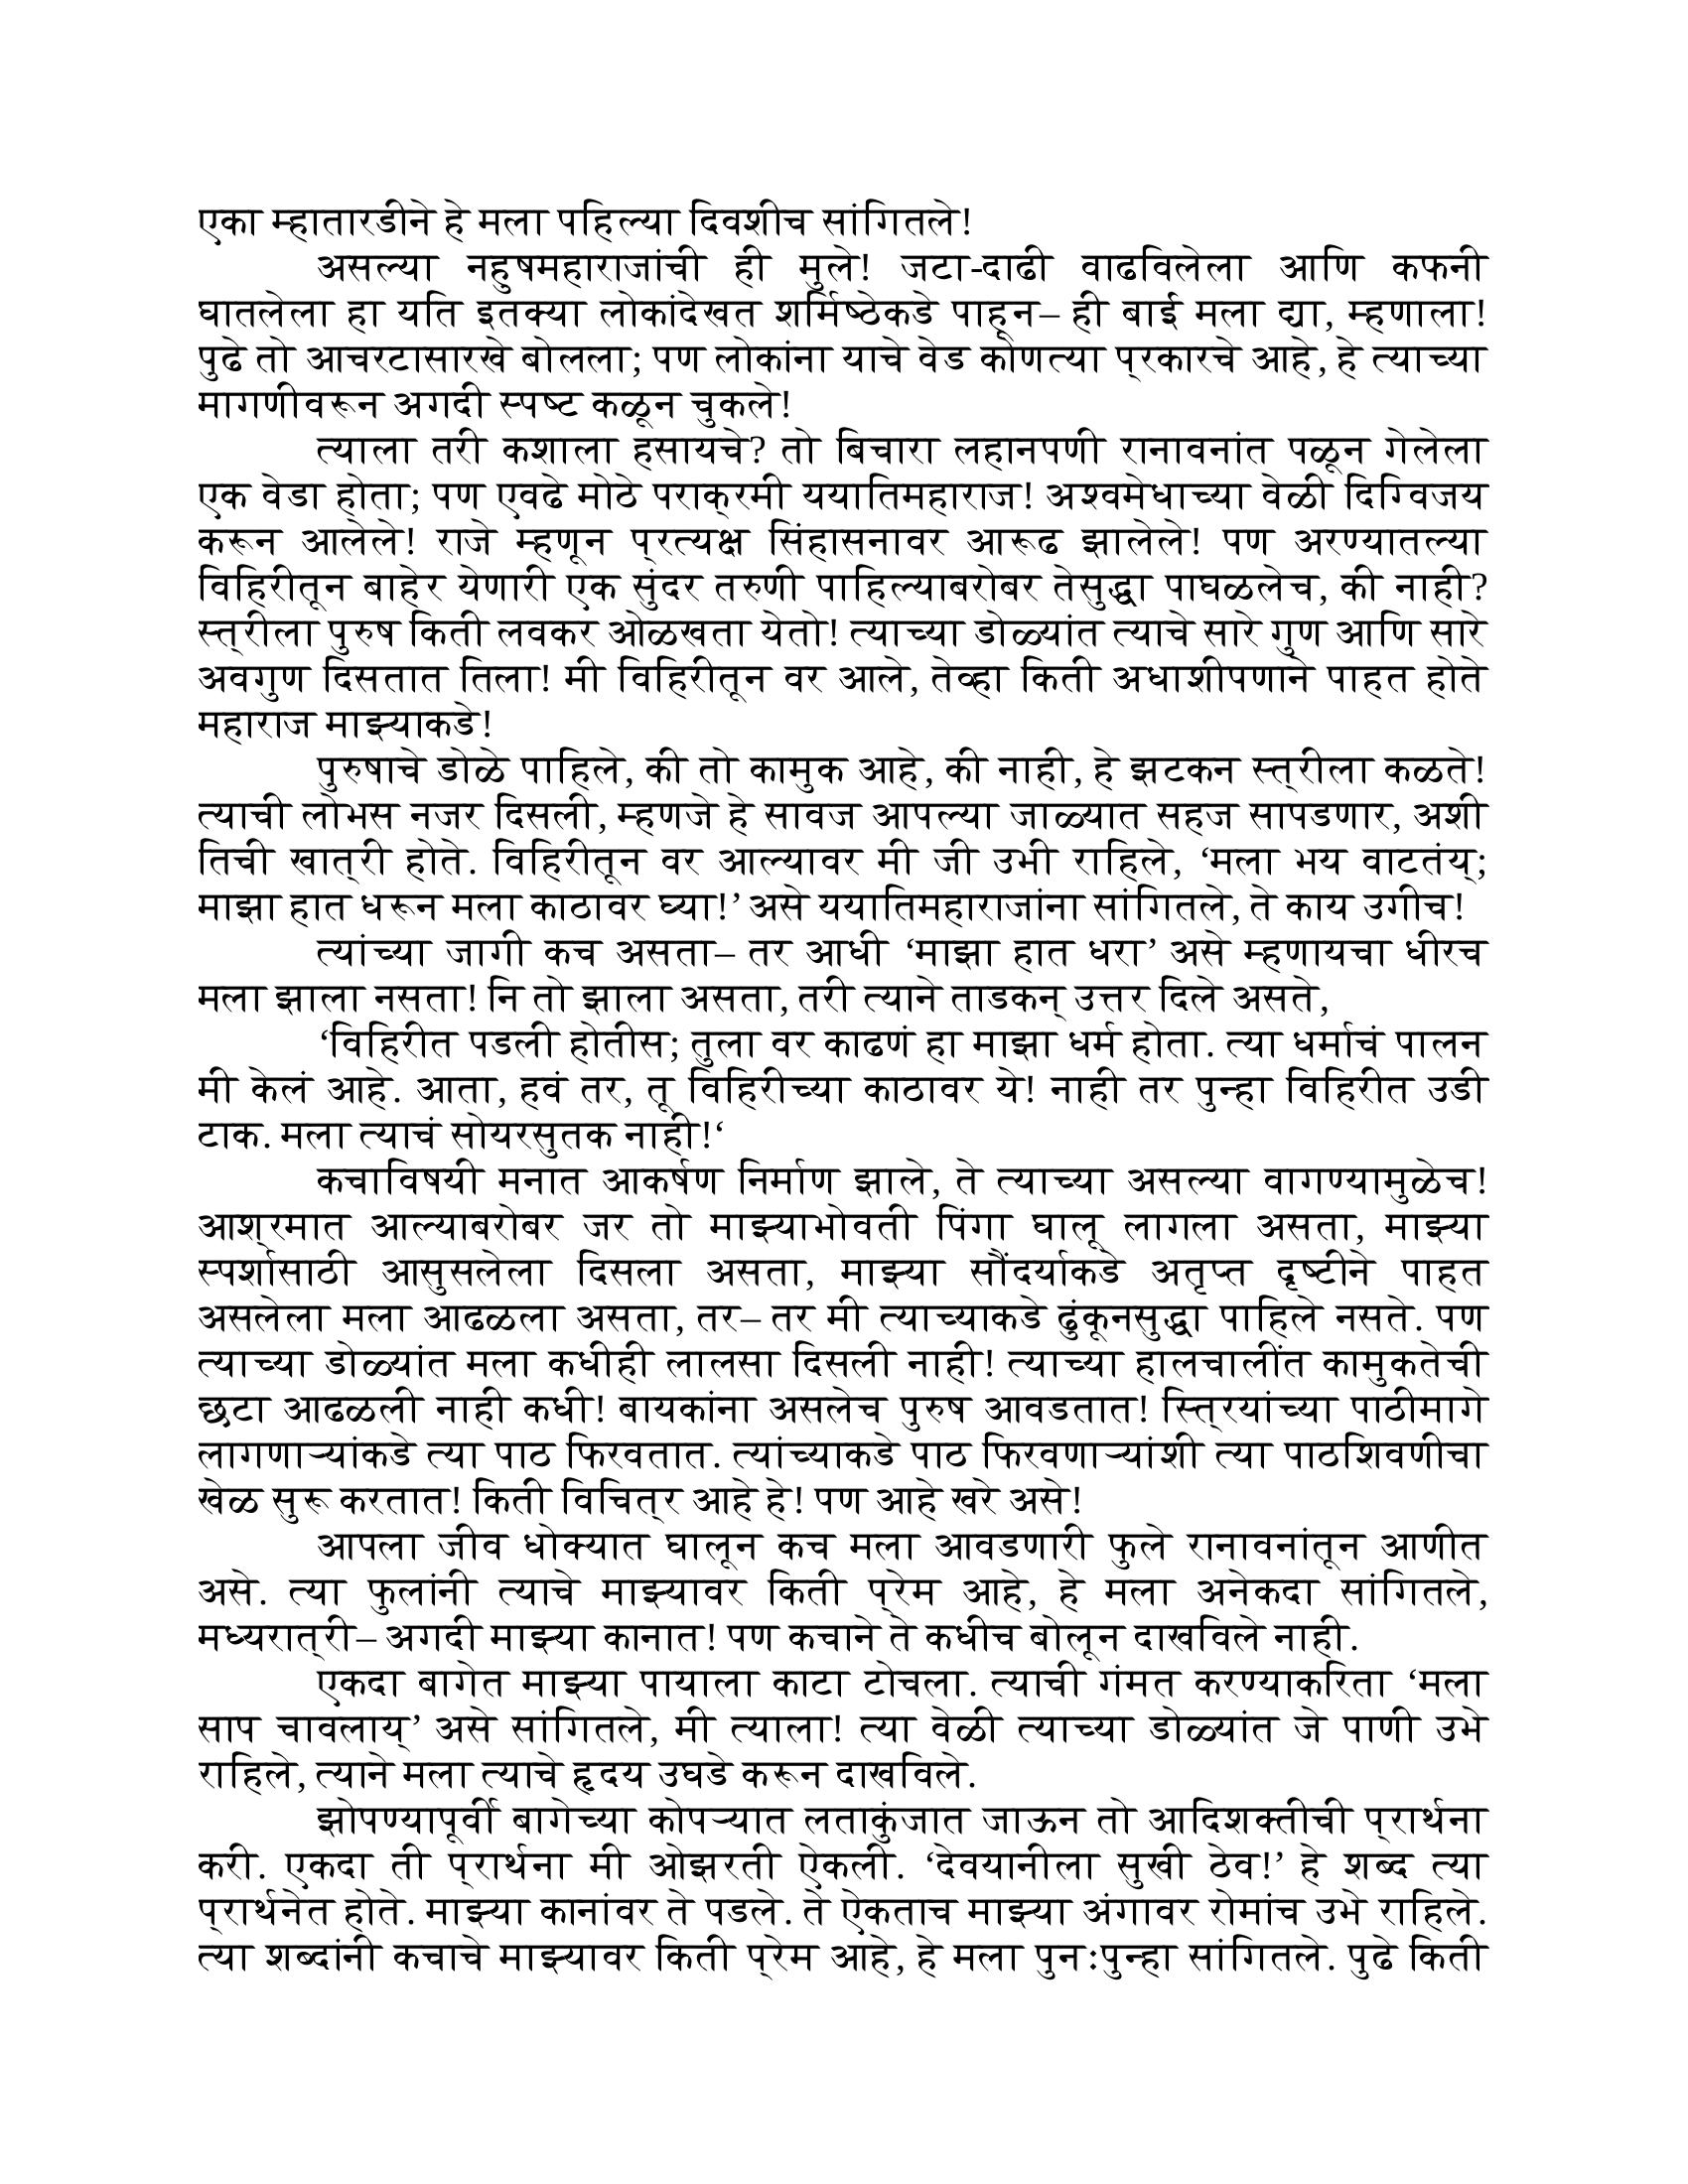 एका म्हातारडीने हे मला पहिल्या दिवशीच सांगितले!
असल्या नहुषमहाराजांची ही मुले! जटा-दाढी वाढविलेला आणि कफनी
घातलेला हा यति इतक्या लोकांदेखत शर्मिष्ठेकडे पाहून– ही बाई मला द्या, म्हणाला!
पुढे तो आचरटासारखे बोलला; पण लोकांना याचे वेड कोणत्या प्रकारचे आहे, हे त्याच्या
मागणीवरून अगदी स्पष्ट कळून चुकले!
त्याला तरी कशाला हसायचे? तो बिचारा लहानपणी रानावनांत पळून गेलेला
एक वेडा होता; पण एवढे मोठे पराक्रमी ययातिमहाराज! अश्वमेधाच्या वेळी दिग्विजय
करून आलेले! राजे म्हणून प्रत्यक्ष सिंहासनावर आरूढ झालेले! पण अरण्यातल्या
विहिरीतून बाहेर येणारी एक सुंदर तरुणी पाहिल्याबरोबर तेसुद्धा पाघळलेच, की नाही?
स्त्रीला पुरुष किती लवकर ओळखता येतो! त्याच्या डोळ्यांत त्याचे सारे गुण आणि सारे
अवगुण दिसतात तिला! मी विहिरीतून वर आले, तेव्हा किती अधाशीपणाने पाहत होते
महाराज माझ्याकडे!
पुरुषाचे डोळे पाहिले, की तो कामुक आहे, की नाही, हे झटकन स्त्रीला कळते!
त्याची लोभस नजर दिसली, म्हणजे हे सावज आपल्या जाळ्यात सहज सापडणार, अशी
तिची खात्री होते. विहिरीतून वर आल्यावर मी जी उभी राहिले, ‘मला भय वाटतंय्;
माझा हात धरून मला काठावर घ्या!’ असे ययातिमहाराजांना सांगितले, ते काय उगीच!
त्यांच्या जागी कच असता– तर आधी ‘माझा हात धरा’ असे म्हणायचा धीरच
मला झाला नसता! नि तो झाला असता, तरी त्याने ताडकन् उत्तर दिले असते,
‘विहिरीत पडली होतीस; तुला वर काढणं हा माझा धर्म होता. त्या धर्माचं पालन
मी केलं आहे. आता, हवं तर, तू विहिरीच्या काठावर ये! नाही तर पुन्हा विहिरीत उडी
टाक. मला त्याचं सोयरसुतक नाही!‘
कचाविषयी मनात आकर्षण निर्माण झाले, ते त्याच्या असल्या वागण्यामुळेच!
आश्रमात आल्याबरोबर जर तो माझ्याभोवती पिंगा घालू लागला असता, माझ्या
स्पर्शासाठी आसुसलेला दिसला असता, माझ्या सौंदर्याकडे अतृप्त दृष्टीने पाहत
असलेला मला आढळला असता, तर– तर मी त्याच्याकडे ढुंकूनसुद्धा पाहिले नसते. पण
त्याच्या डोळ्यांत मला कधीही लालसा दिसली नाही! त्याच्या हालचालींत कामुकतेची
छटा आढळली नाही कधी! बायकांना असलेच पुरुष आवडतात! स्त्रियांच्या पाठीमागे
लागणाऱ्यांकडे त्या पाठ फिरवतात. त्यांच्याकडे पाठ फिरवणाऱ्यांशी त्या पाठशिवणीचा
खेळ सुरू करतात! किती विचित्र आहे हे! पण आहे खरे असे!
आपला जीव धोक्यात घालून कच मला आवडणारी फुले रानावनांतून आणीत
असे. त्या फुलांनी त्याचे माझ्यावर किती प्रेम आहे, हे मला अनेकदा सांगितले,
मध्यरात्री– अगदी माझ्या कानात! पण कचाने ते कधीच बोलून दाखविले नाही.
एकदा बागेत माझ्या पायाला काटा टोचला. त्याची गंमत करण्याकरिता ‘मला
साप चावलाय्’ असे सांगितले, मी त्याला! त्या वेळी त्याच्या डोळ्यांत जे पाणी उभे
राहिले, त्याने मला त्याचे हृदय उघडे करून दाखविले.
झोपण्यापूर्वी बागेच्या कोपऱ्यात लताकुंजात जाऊन तो आदिशक्तीची प्रार्थना
करी. एकदा ती प्रार्थना मी ओझरती ऐकली. ‘देवयानीला सुखी ठेव!’ हे शब्द त्या
प्रार्थनेत होते. माझ्या कानांवर ते पडले. ते ऐकताच माझ्या अंगावर रोमांच उभे राहिले.
त्या शब्दांनी कचाचे माझ्यावर किती प्रेम आहे, हे मला पुनःपुन्हा सांगितले. पुढे किती